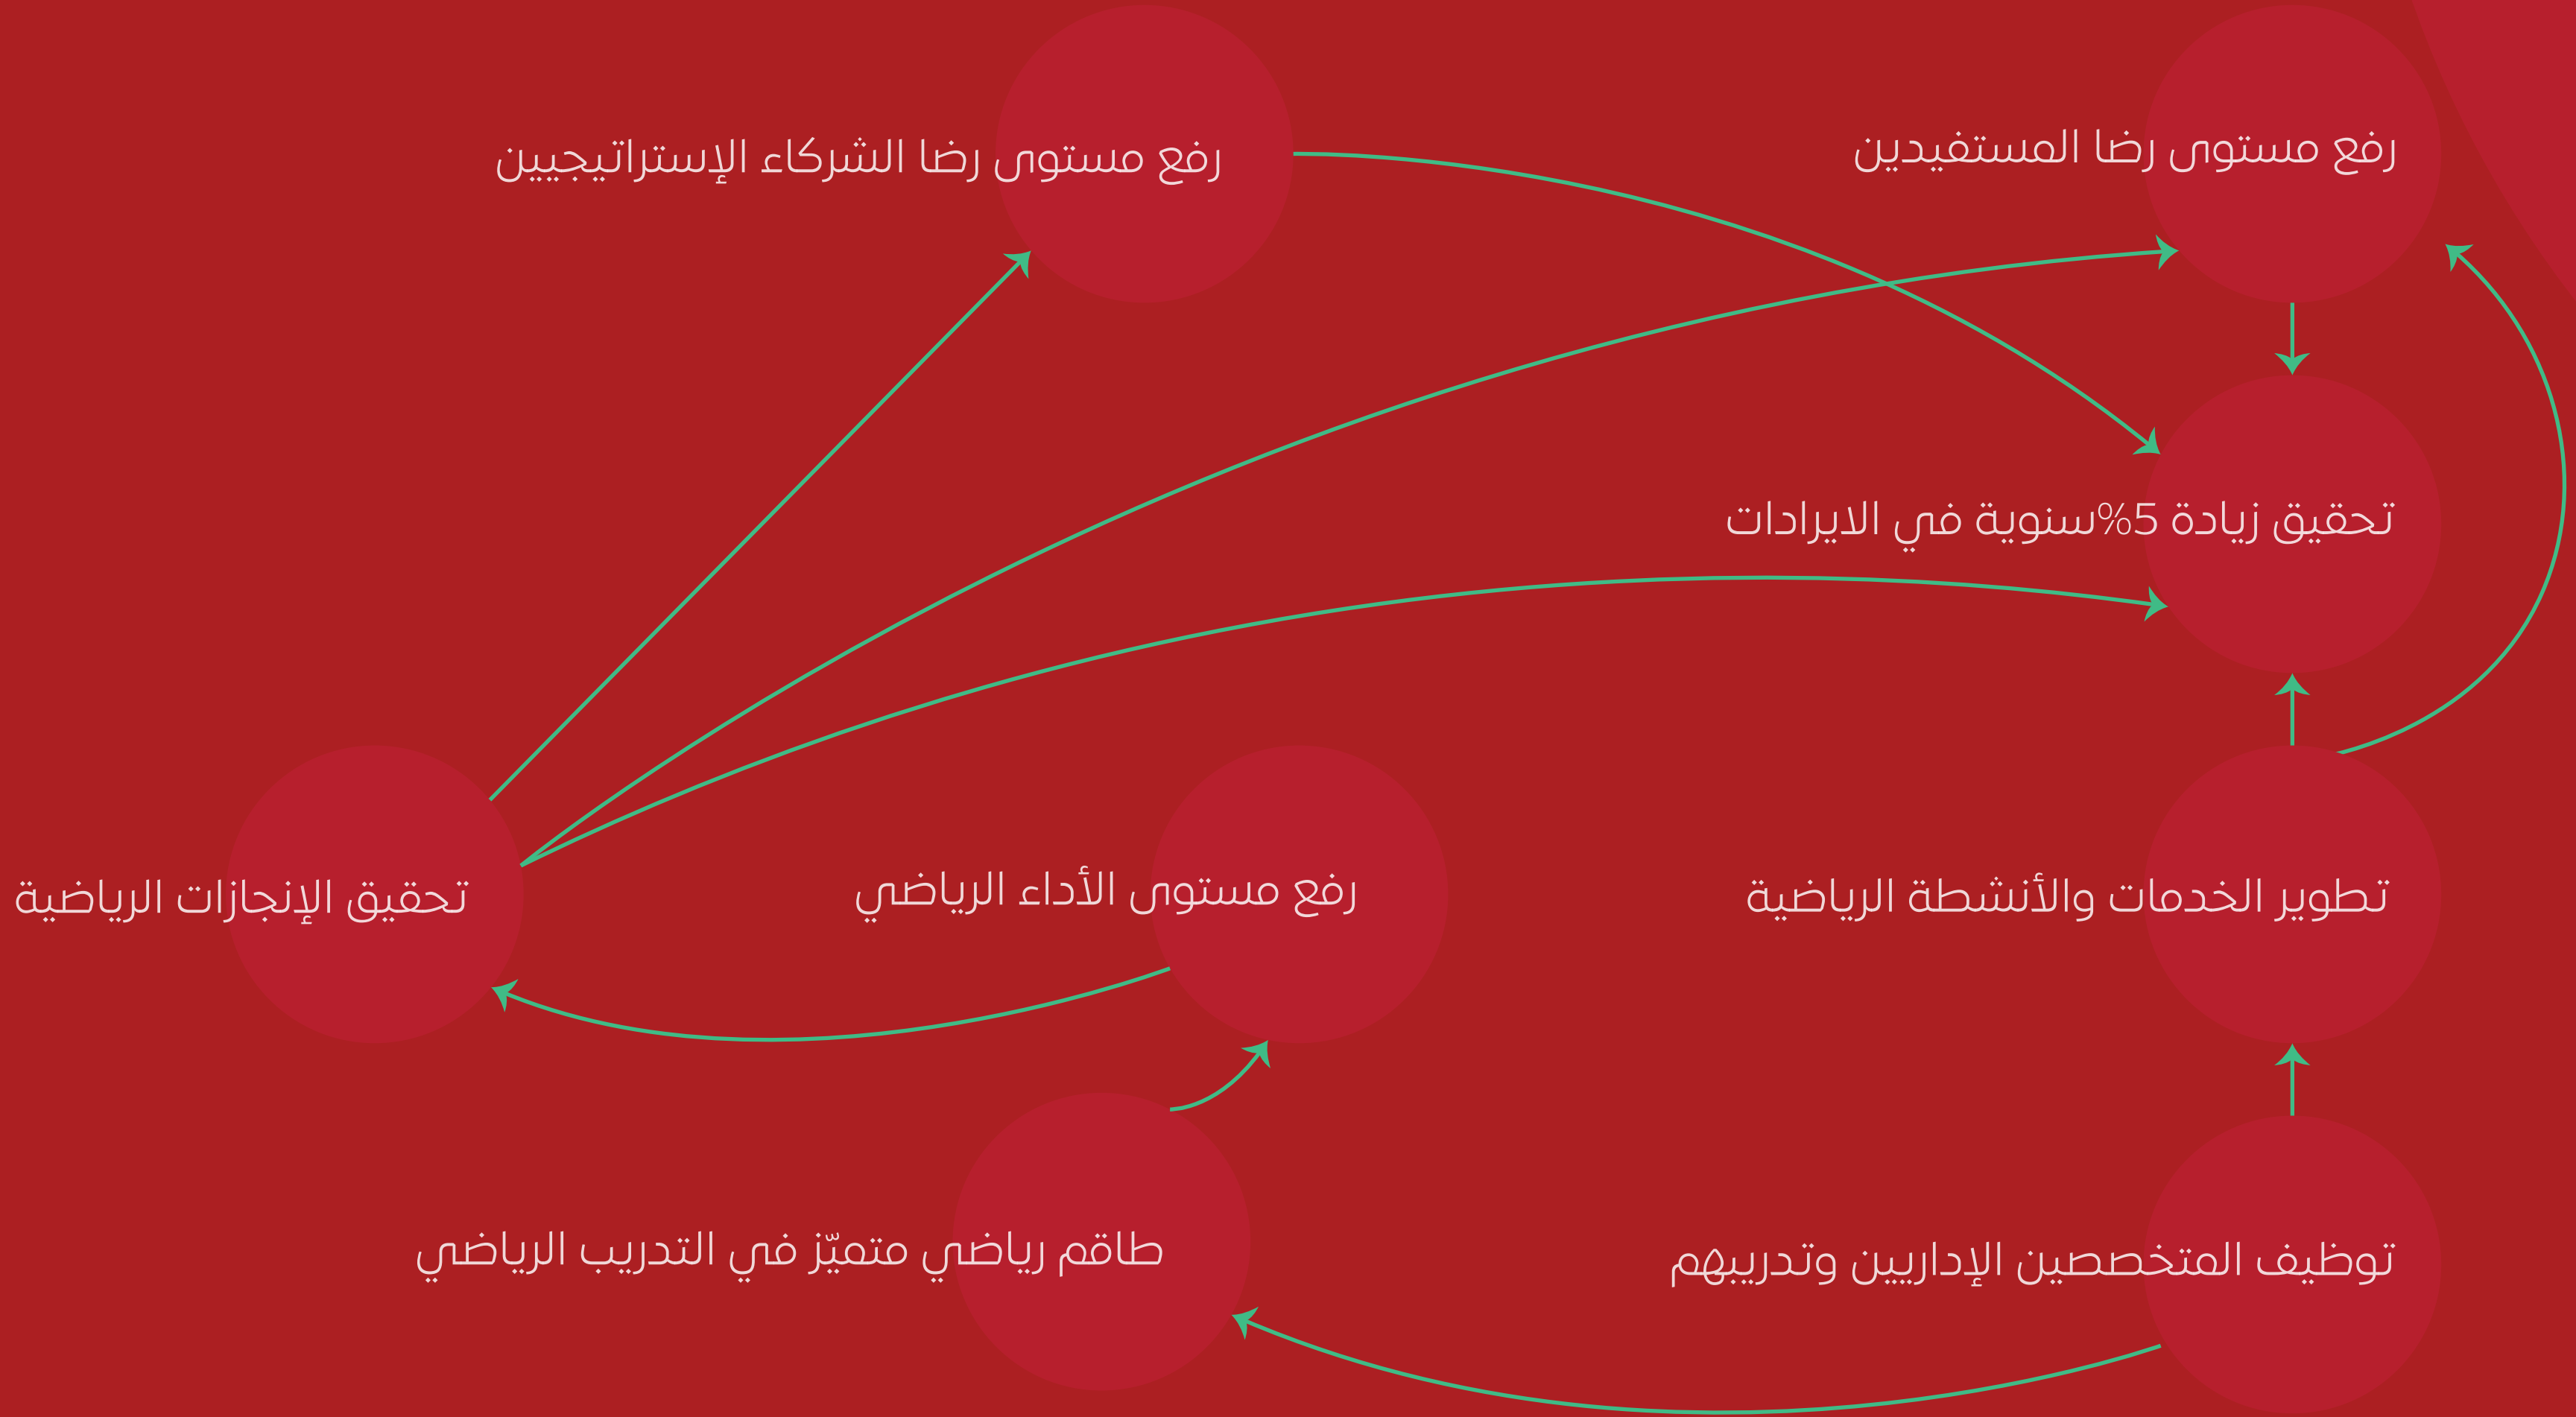 رفع مستوى رضا المستفيدين
رفع مستوى رضا الشركاء الإستراتيجيين
تحقيق زيادة 5%سنوية في الايرادات
تطوير الخدمات والأنشطة الرياضية
رفع مستوى الأداء الرياضي
تحقيق الإنجازات الرياضية
توظيف المتخصصين الإداريين وتدريبهم
طاقم رياضي متميّز في التدريب الرياضي